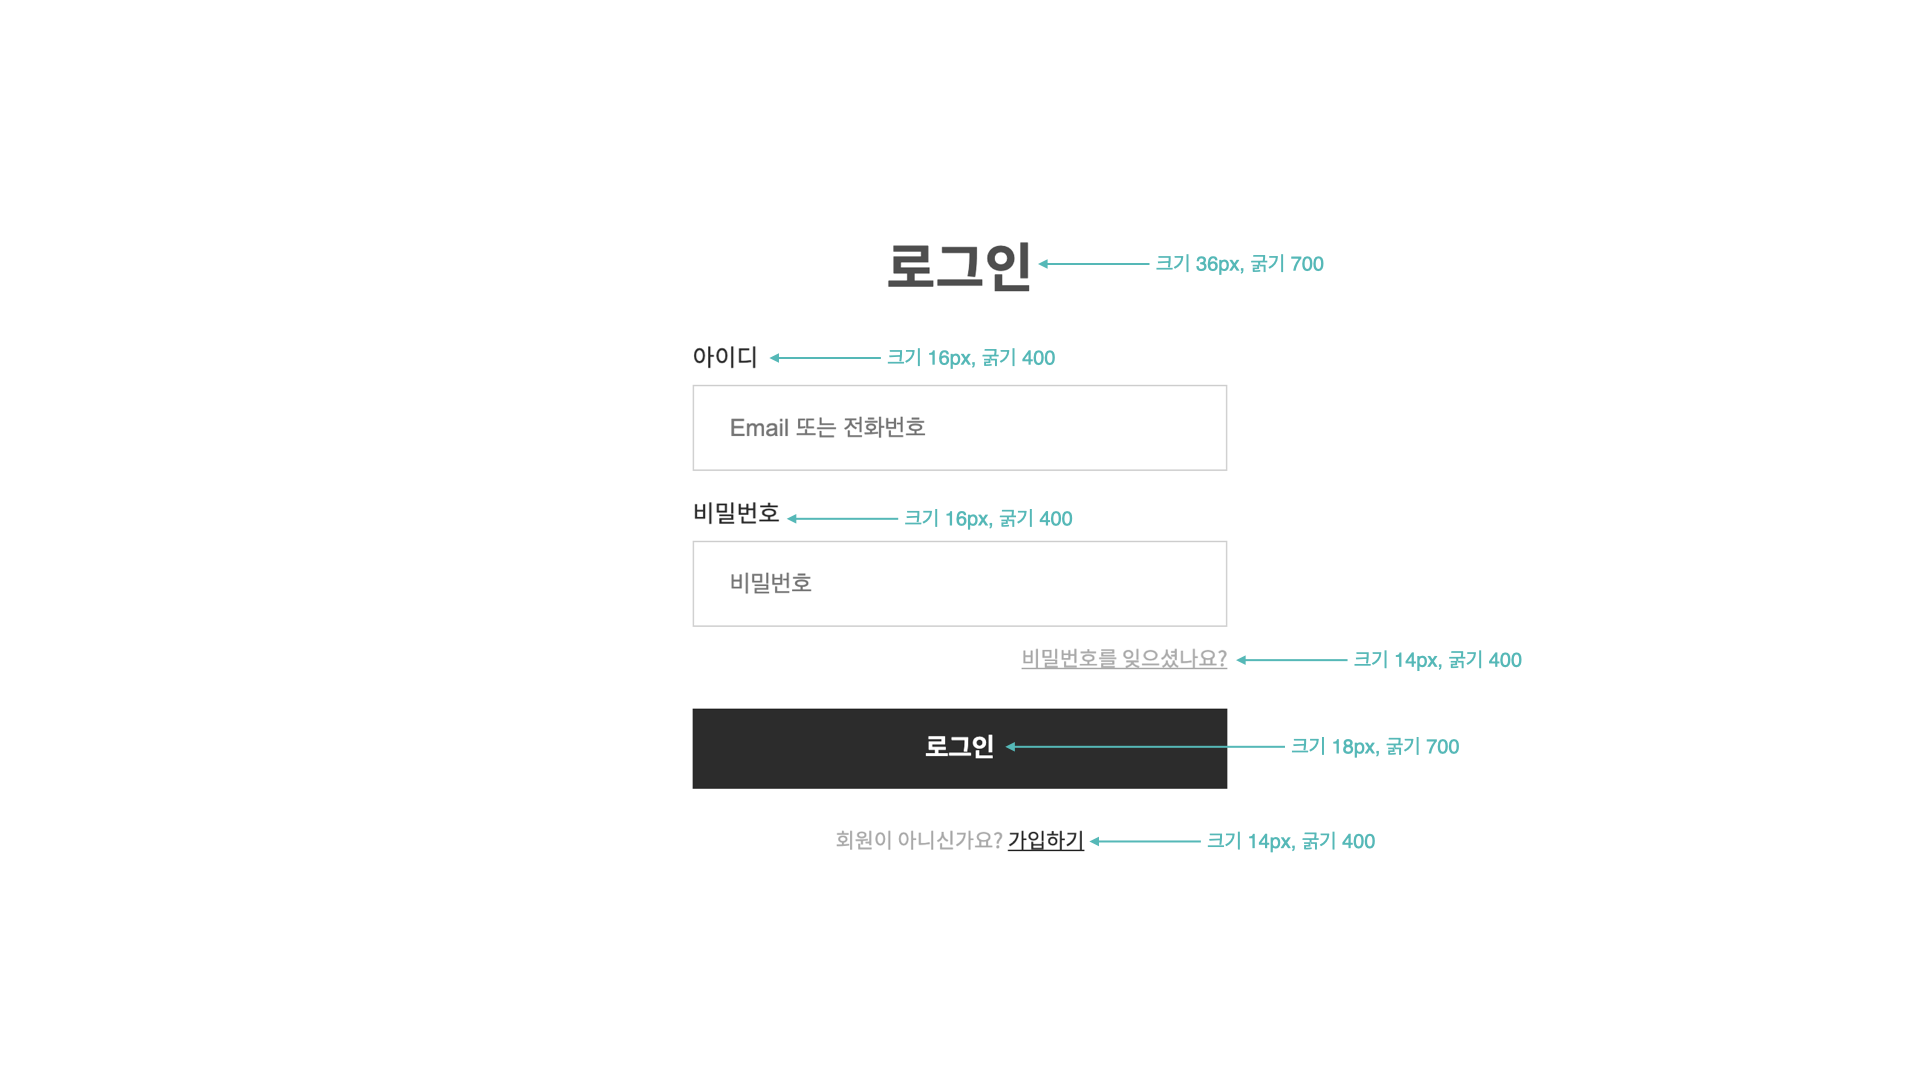 로그인 크기 36px, 굵기 700
아이디 크기 16px, 굵기 400
Email 또는 전화번호
비밀번호 크기 16px, 굵기 400
비밀번호
비밀번호를 잊으셨나요? 크기 14px, 굵기 400
로그인 크기 18px, 굵기 700
회원이 아니신가요? 가입하기 크기 14px, 굵기 400